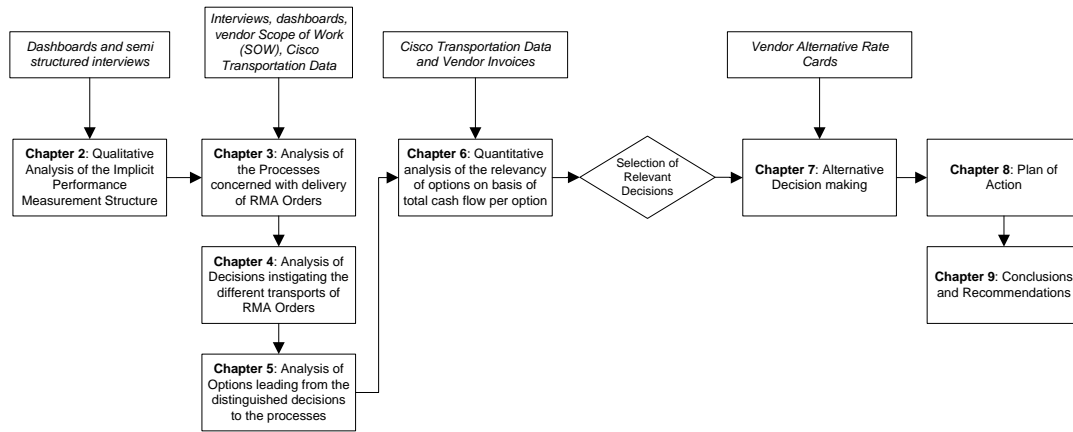 Dashboards and semi
structured interviews
Interviews, dashboards,
vendor Scope of Work
(SOW), Cisco
Transportation Data
Cisco Transportation Data
and Vendor Invoices
Vendor Alternative Rate
Cards
Chapter 2: Qualitative
Analysis of the Implicit
Performance
Measurement Structure
Chapter 3: Analysis of
the Processes
concerned with delivery
of RMA Orders
Chapter 4: Analysis of
Decisions instigating the
different transports of
RMA Orders
Chapter 5: Analysis of
Options leading from the
distinguished decisions
to the processes
Chapter 6: Quantitative
analysis of the relevancy
of options on basis of
total cash flow per option
Selection of
Relevant
Decisions
Chapter 7: Alternative
Decision making
Chapter 8: Plan of
Action
Chapter 9: Conclusions
and Recommendations